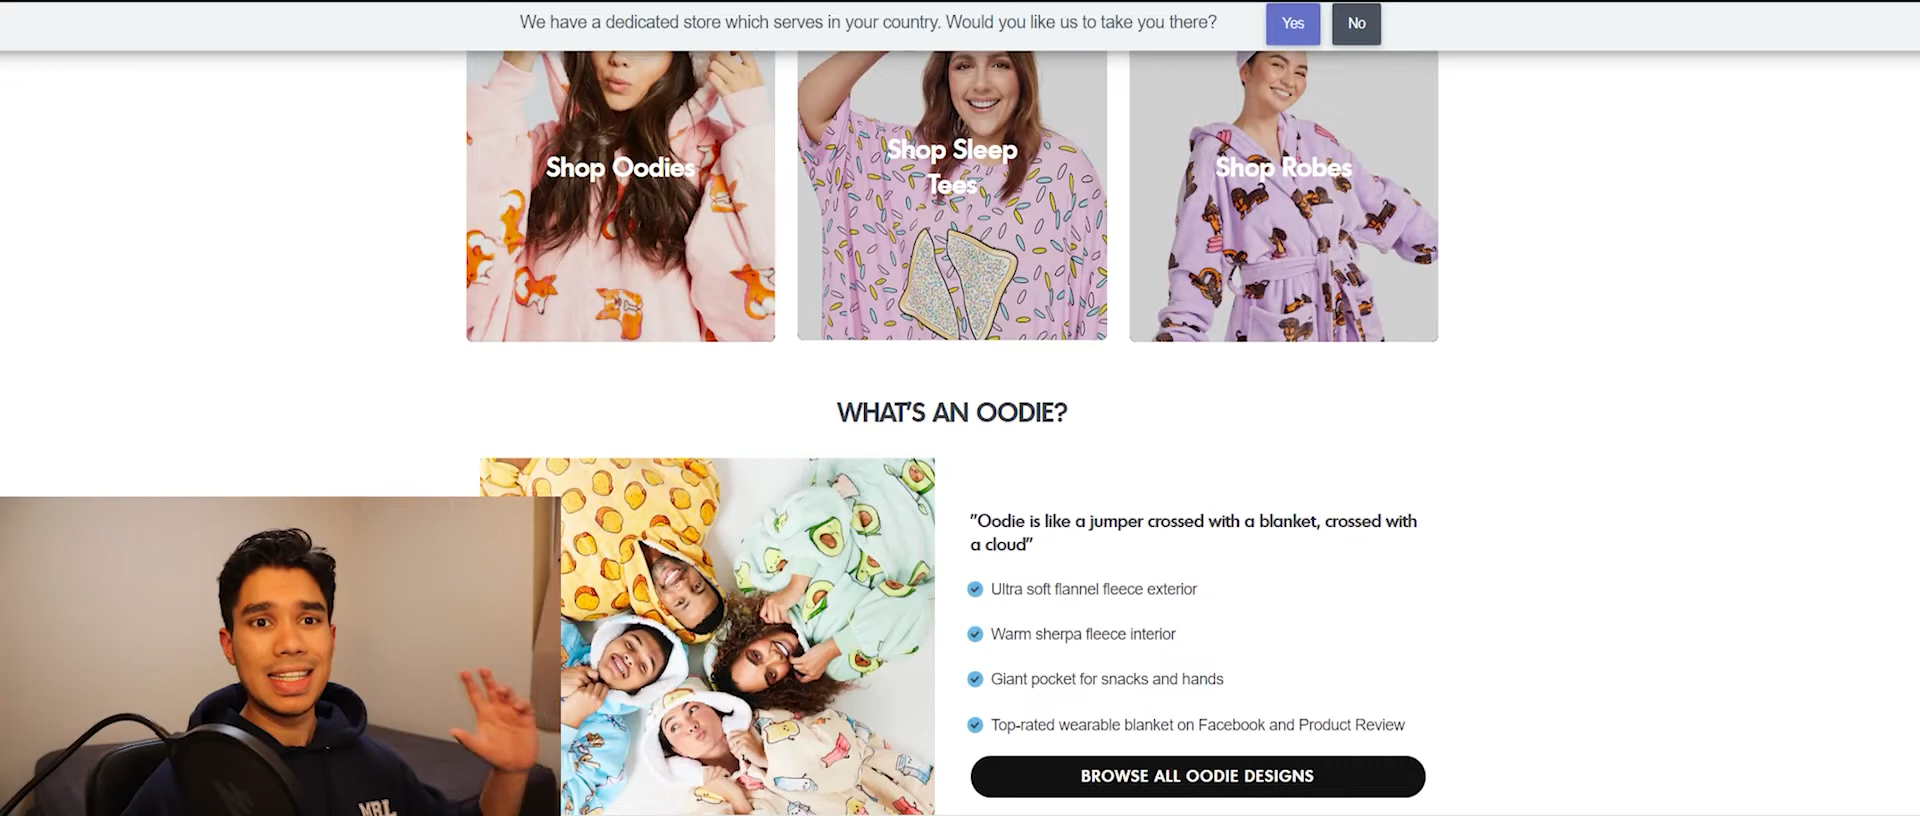 We have a dedicated store which serves in your country. Would you like us to take you there?
Yes
No
Shop Oodies
Shop Sleep
Tees
Shop Robes
WHAT'S AN OODIE?
"Oodie is like a jumper crossed with a blanket, crossed with
a cloud"
Ultra soft flannel fleece exterior
Warm sherpa fleece interior
Giant pocket for snacks and hands
Top-rated wearable blanket on Facebook and Product Review
BROWSE ALL OODIE DESIGNS
MRL